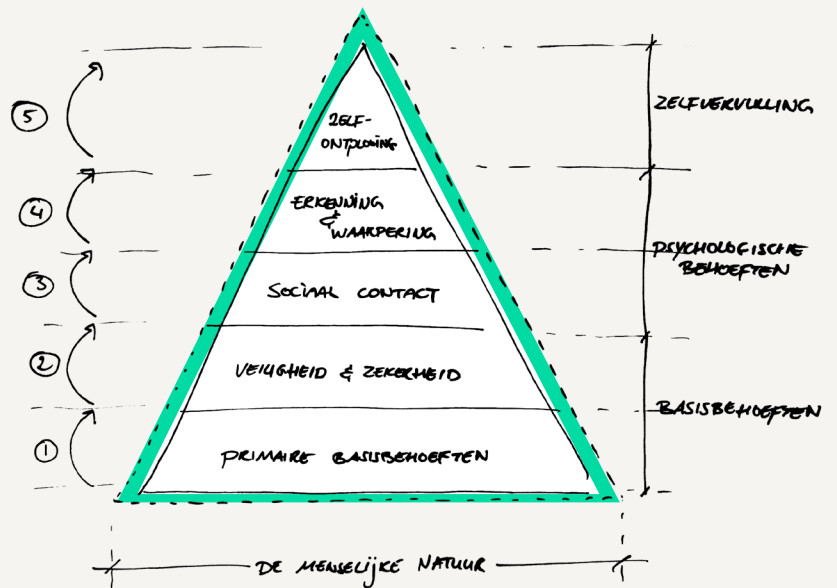 5
ZELFVERVULLING
ZELF-
ONTPLOOIING
4
ERKENNING
&
WAARDERING
PSYCHOLOGISCHE
BEHOEFTEN
3
SOCIAAL CONTACT
2
VEILIGHEID & ZEKERHEID
BASISBEHOEFTEN
1
PRIMAIRE BASISBEHOEFTEN
DE MENSELIJKE NATUUR